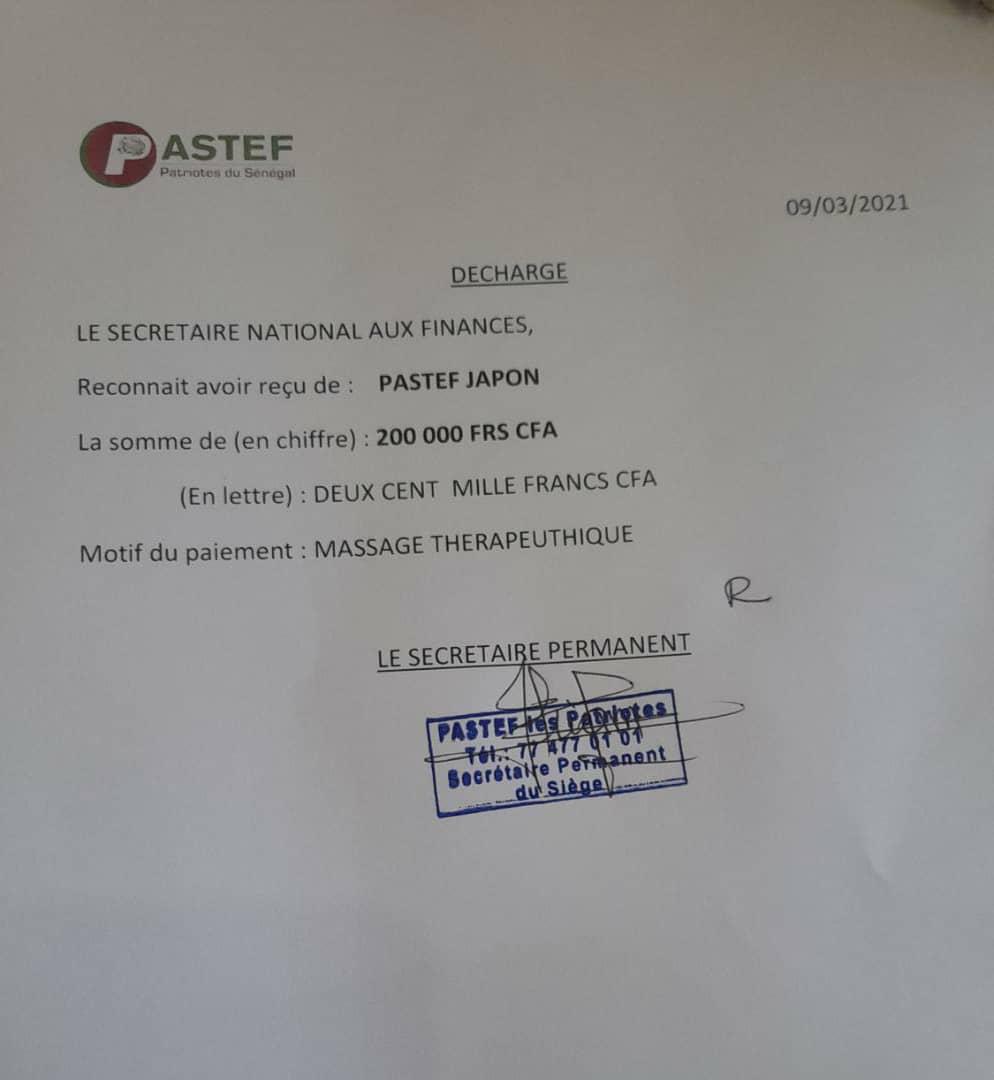 PASTEF
Patriotes du Sénégal
09/03/2021
DECHARGE
LE SECRETAIRE NATIONAL AUX FINANCES,
Reconnait avoir reçu de : PASTEF JAPON
La somme de (en chiffre) : 200 000 FRS CFA
(En lettre) : DEUX CENT MILLE FRANCS CFA
Motif du paiement : MASSAGE THERAPEUTHIQUE
R
LE SECRETAIRE PERMANENT
PASTEF les Patriotes
Tél.: 77 477 01 01
Secrétaire Permanent
du Siège